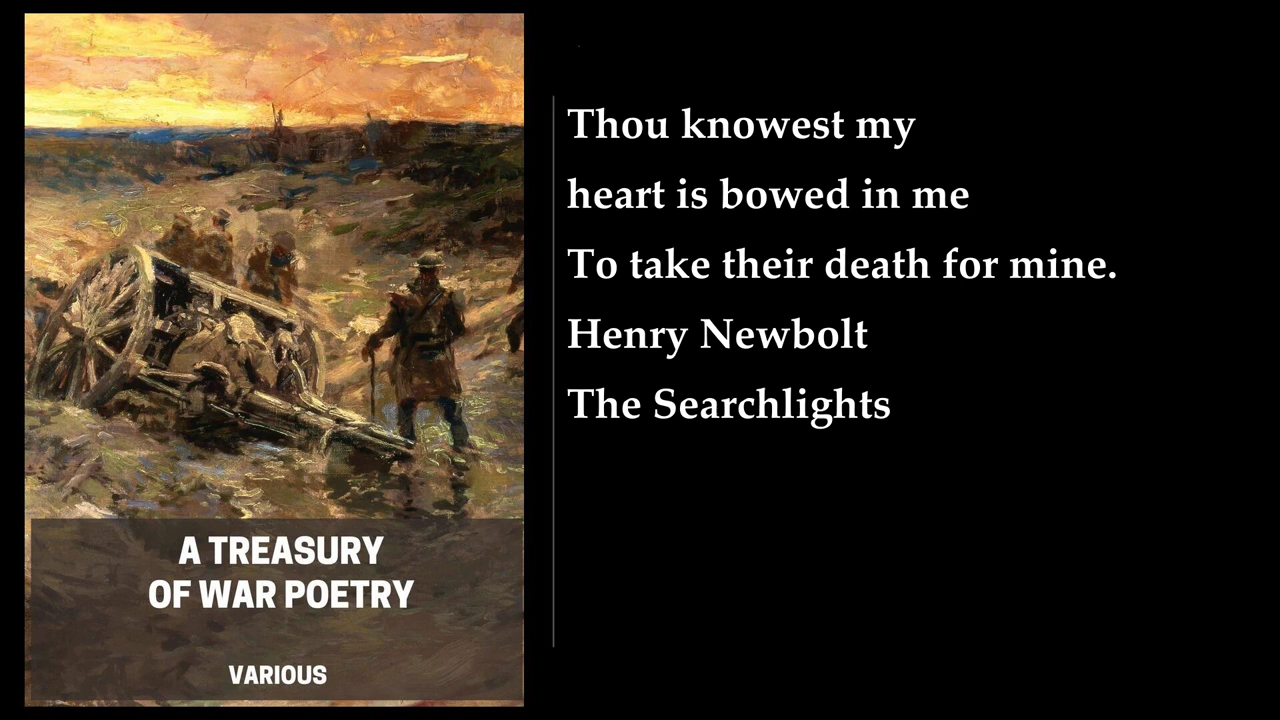 A TREASURY
OF WAR POETRY
VARIOUS
Thou knowest my
heart is bowed in me
To take their death for mine.
Henry Newbolt
The Searchlights